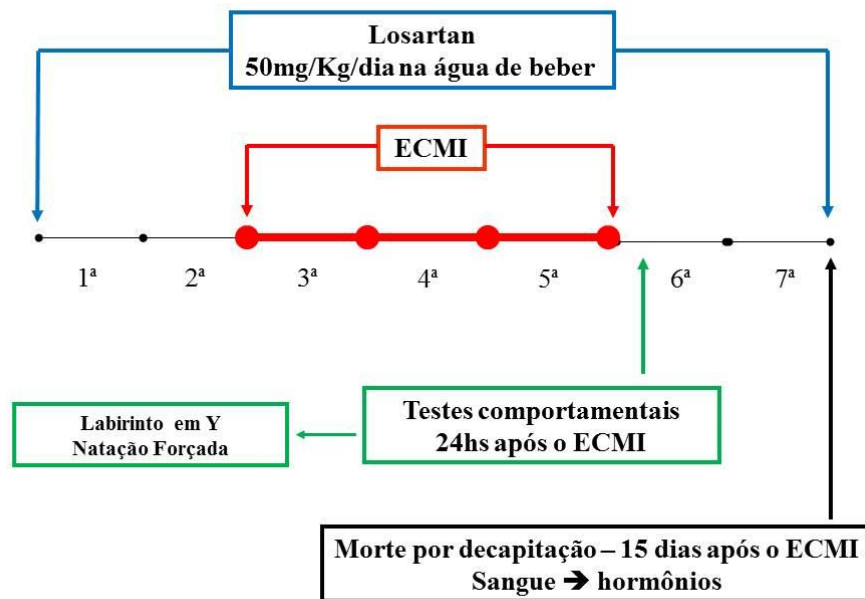 Losartan
50mg/Kg/dia na água de beber
ECMI
1ª 2ª 3ª 4ª 5ª 6ª 7ª
Labirinto em Y
Natação Forçada
Testes comportamentais
24hs após o ECMI
Morte por decapitação – 15 dias após o ECMI
Sangue ➔ hormônios